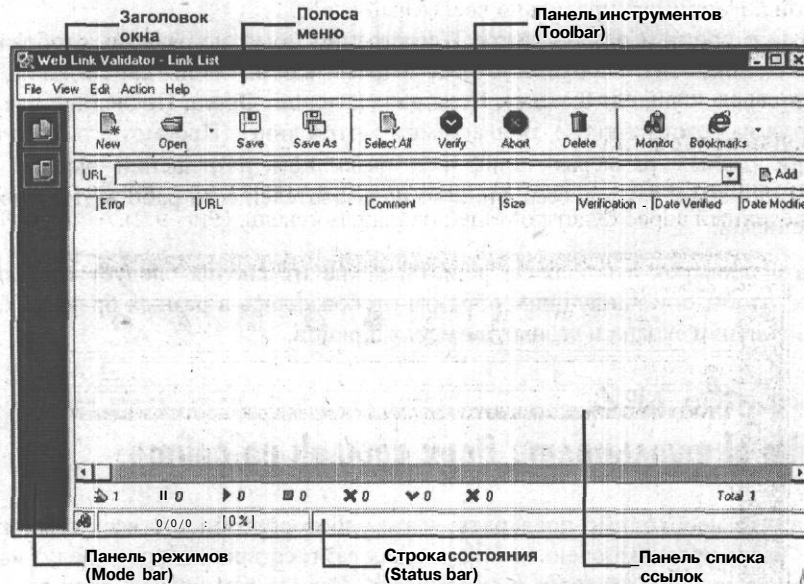 Заголовок
окна
Полоса
меню
Панель инструментов
(Toolbar)
Web Link Validator - Link List
File View Edit Action Help
New Open Save Save As Select All Verify Abort Delete Monitor Bookmarks
URL Add
Error URL Comment Size Verification - Date Verified Date Modifie
1 0 0 0 0 0 0 Total 1
0/0/0 : [0%]
Панель режимов
(Mode bar)
Строка состояния
(Status bar)
Панель списка
ссылок